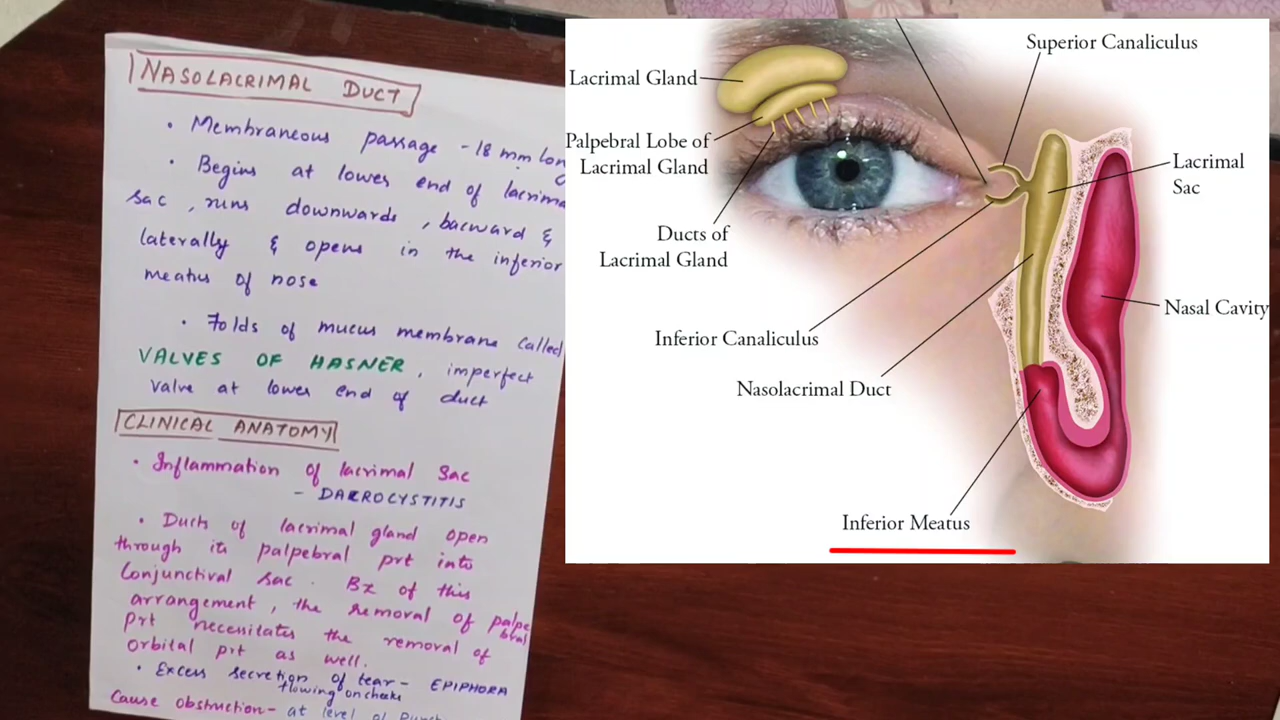 NASOLACRIMAL DUCT
• Membraneous passage - 18 mm long
• Begins at lower end of lacrima
sac, runs downwards, bacward &
laterally & opens in the inferior
meatus of nose
• Folds of mucus membrane called
VALVES OF HASNER, imperfect
valve at lower end of duct
CLINICAL ANATOMY
• Inflammation of lacrimal sac
- DACROCYSTITIS
• Ducts of lacrimal gland open
through its palpebral prt into
Conjunctival sac. Bz of this
arrangement, the removal of palpebral
prt necessitates the removal of
orbital prt as well.
• Excess secretion of tear - EPIPHORA
flowing on cheeks
Cause obstruction - at level of
Superior Canaliculus
Lacrimal Gland
Palpebral Lobe of
Lacrimal Gland
Lacrimal
Sac
Ducts of
Lacrimal Gland
Nasal Cavity
Inferior Canaliculus
Nasolacrimal Duct
Inferior Meatus